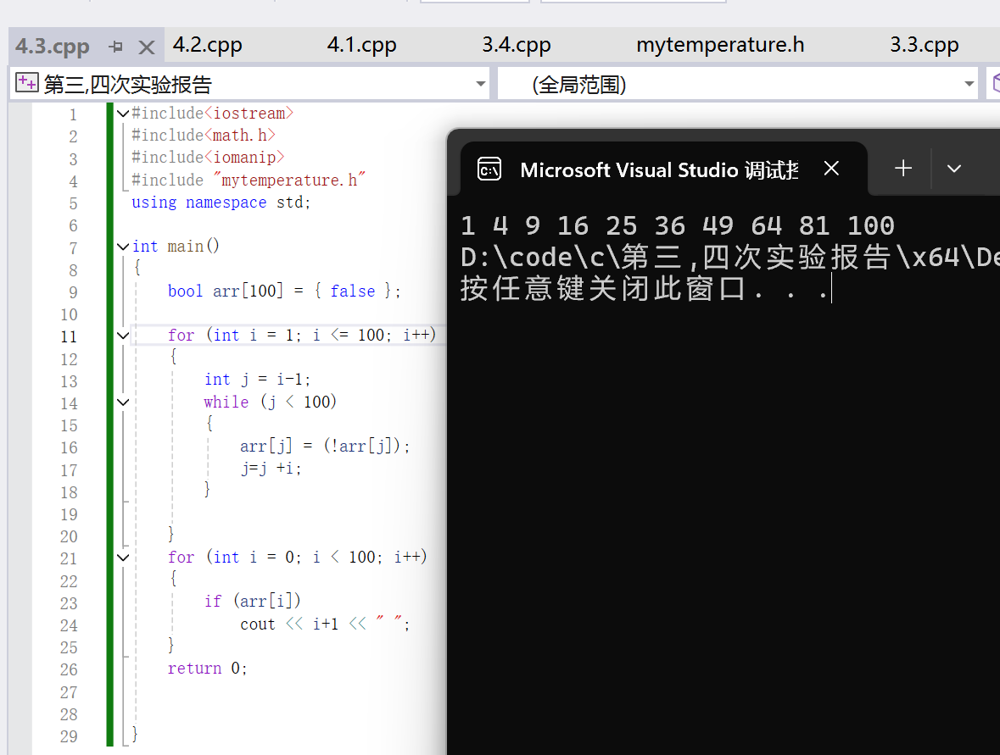 4.3.cpp 4.2.cpp 4.1.cpp 3.4.cpp mytemperature.h 3.3.cpp
第三,四次实验报告 (全局范围)
1 #include<iostream>
2 #include<math.h>
3 #include<iomanip>
4 #include "mytemperature.h"
5 using namespace std;
6
7 int main()
8 {
9 bool arr[100] = { false };
10
11 for (int i = 1; i <= 100; i++)
12 {
13 int j = i-1;
14 while (j < 100)
15 {
16 arr[j] = (!arr[j]);
17 j=j +i;
18 }
19
20 }
21 for (int i = 0; i < 100; i++)
22 {
23 if (arr[i])
24 cout << i+1 << " ";
25 }
26 return 0;
27
28
29 }
Microsoft Visual Studio 调试
1 4 9 16 25 36 49 64 81 100
D:\code\c\第三,四次实验报告\x64\De
按任意键关闭此窗口. . .